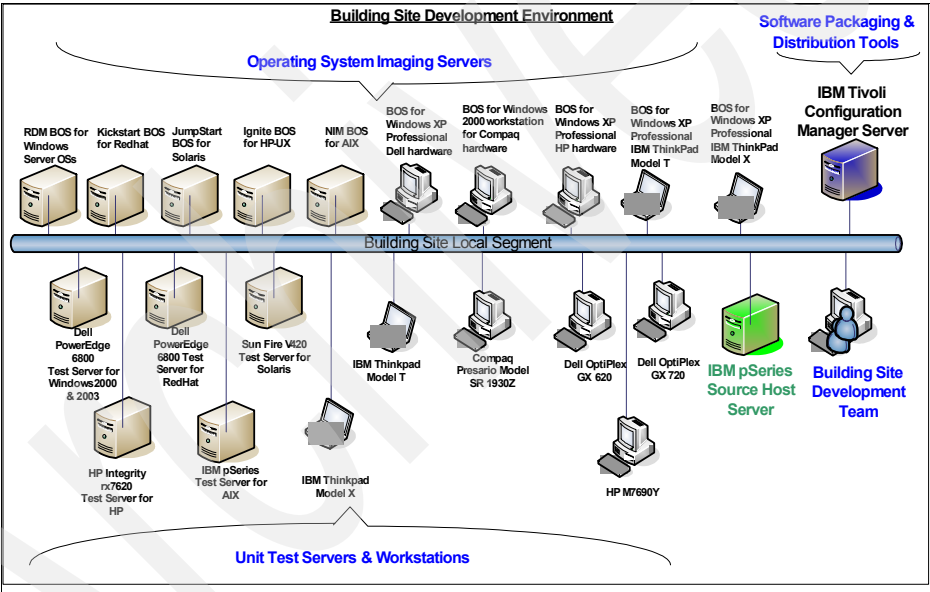 Building Site Development Environment
Software Packaging &
Distribution Tools
Operating System Imaging Servers
IBM Tivoli
Configuration
Manager Server
RDM BOS for
Windows
Server OSs
Kickstart BOS
for Redhat
JumpStart
BOS for
Solaris
Ignite BOS
for HP-UX
NIM BOS
for AIX
BOS for
Windows XP
Professional
Dell hardware
BOS for Windows
2000 workstation
for Compaq
hardware
BOS for
Windows XP
Professional
HP hardware
BOS for
Windows XP
Professional
IBM ThinkPad
Model T
BOS for
Windows XP
Professional
IBM ThinkPad
Model X
Building Site Local Segment
Dell
PowerEdge
6800
Test Server for
Windows2000
& 2003
Dell
PowerEdge
6800 Test
Server for
RedHat
Sun Fire V420
Test Server for
Solaris
IBM Thinkpad
Model T
Compaq
Presario Model
SR 1930Z
Dell OptiPlex
GX 620
Dell OptiPlex
GX 720
IBM pSeries
Source Host
Server
Building Site
Development
Team
HP Integrity
rx7620
Test Server for
HP
IBM pSeries
Test Server for
AIX
IBM Thinkpad
Model X
HP M7690Y
Unit Test Servers & Workstations